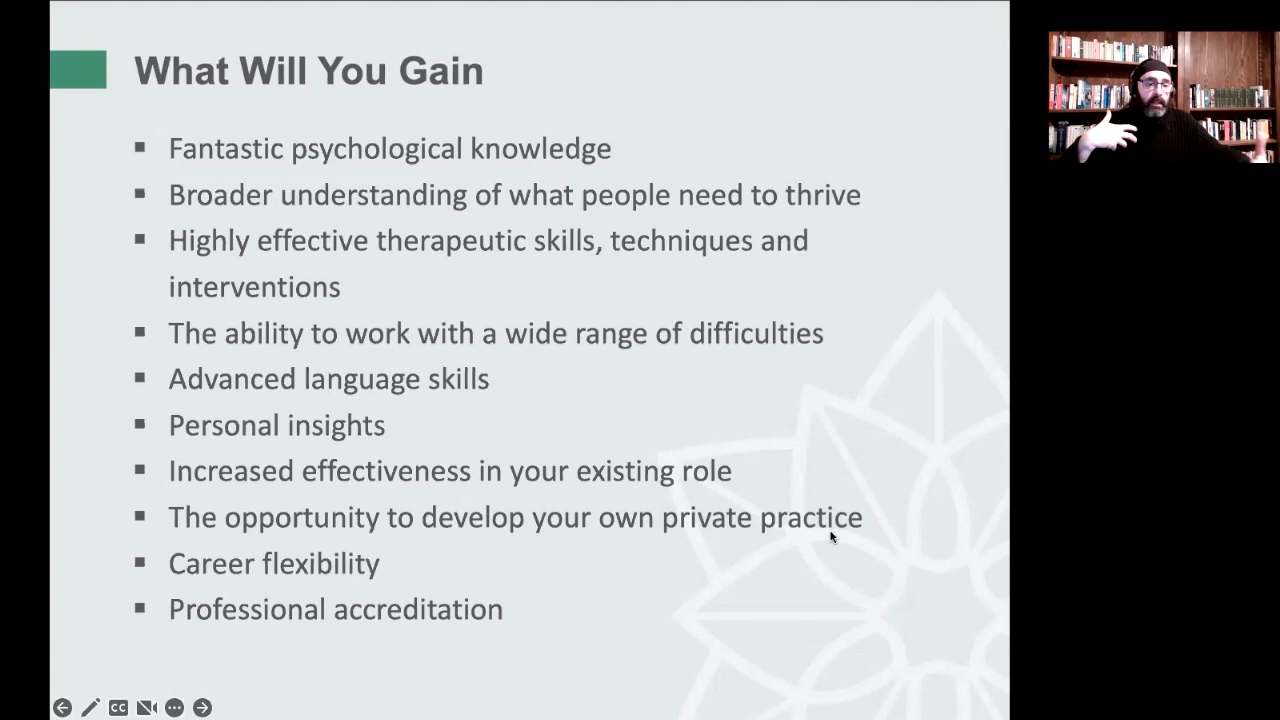 What Will You Gain
Fantastic psychological knowledge
Broader understanding of what people need to thrive
Highly effective therapeutic skills, techniques and
interventions
The ability to work with a wide range of difficulties
Advanced language skills
Personal insights
Increased effectiveness in your existing role
The opportunity to develop your own private practice
Career flexibility
Professional accreditation
CC